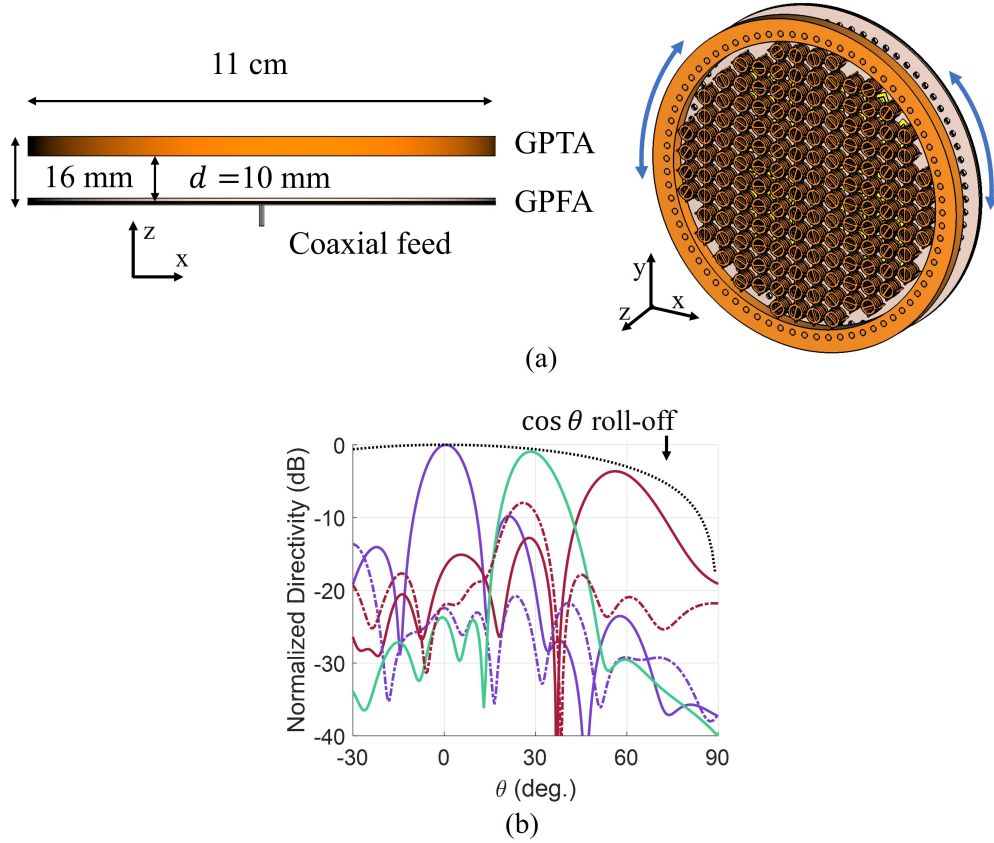 11 cm
GPTA
16 mm
d =10 mm
GPFA
z
x
Coaxial feed
y
x
z
(a)
cos θ roll-off
Normalized Directivity (dB)
0
-10
-20
-30
-40
-30
0
30
60
90
θ (deg.)
(b)